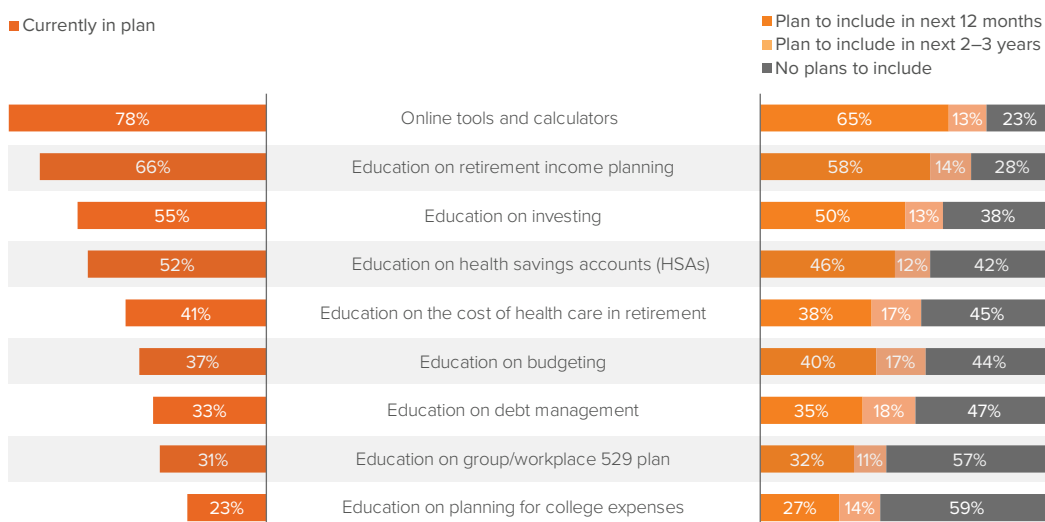 Currently in plan
Plan to include in next 12 months
Plan to include in next 2–3 years
No plans to include
78% Online tools and calculators 65% 13% 23%
66% Education on retirement income planning 58% 14% 28%
55% Education on investing 50% 13% 38%
52% Education on health savings accounts (HSAs) 46% 12% 42%
41% Education on the cost of health care in retirement 38% 17% 45%
37% Education on budgeting 40% 17% 44%
33% Education on debt management 35% 18% 47%
31% Education on group/workplace 529 plan 32% 11% 57%
23% Education on planning for college expenses 27% 14% 59%